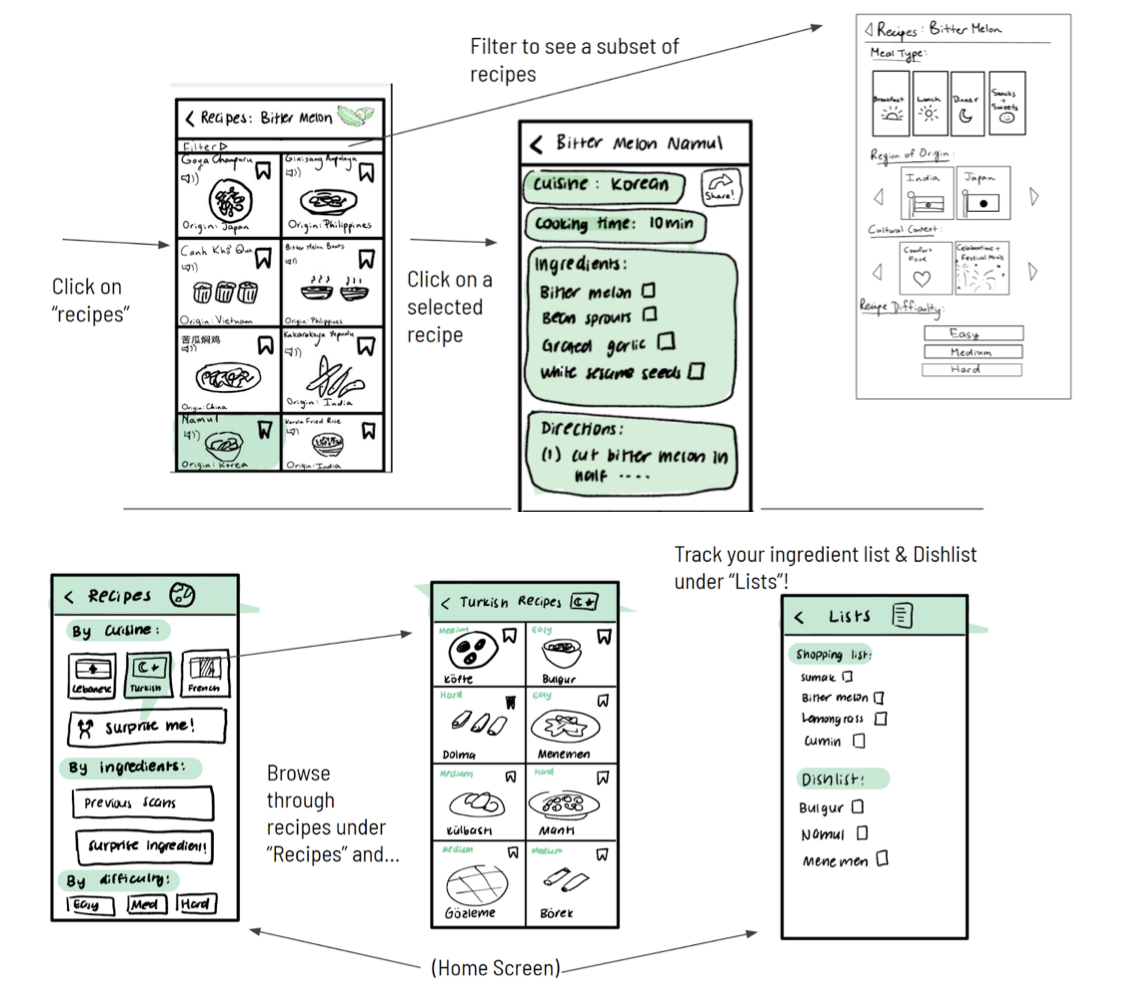 Filter to see a subset of
recipes
Recipes: Bitter Melon
Meal Type:
Breakfast
Lunch
Dinner
Snacks
+
Sweets
Region of Origin:
India
Japan
Cultural Context:
Comfort
Food
Celebration +
Festival Meals
Recipe Difficulty:
Easy
Medium
Hard
Click on
“recipes”
< Recipes: Bitter Melon
Filter
Goya Champuru
Origin: Japan
Ginisang Ampalaya
Origin: Philippines
Canh Khổ Qua
Origin: Vietnam
Bitter Melon Boats
Origin: Philippines
苦瓜焖鸡
Origin: China
Kakarakaya Vepudu
Origin: India
Namul
Origin: Korea
Karela Fried Rice
Origin: India
Click on a
selected
recipe
< Bitter Melon Namul
Cuisine: Korean
Share!
Cooking time: 10 min
Ingredients:
Bitter melon
Bean sprouts
Grated garlic
White sesame seeds
Directions:
(1) cut bitter melon in
half ....
< Recipes
By Cuisine:
Lebanese
Turkish
French
Surprise me!
By ingredients:
Previous scans
Surprise ingredient!
By difficulty:
Easy
Med
Hard
Browse
through
recipes under
“Recipes” and...
< Turkish Recipes
Medium
Köfte
Easy
Bulgur
Hard
Dolma
Easy
Menemen
Medium
Külbastı
Hard
Mantı
Medium
Gözleme
Medium
Börek
Track your ingredient list & Dishlist
under “Lists”!
< Lists
Shopping list:
Sumak
Bitter melon
Lemongrass
Cumin
Dishlist:
Bulgur
Namul
Menemen
(Home Screen)